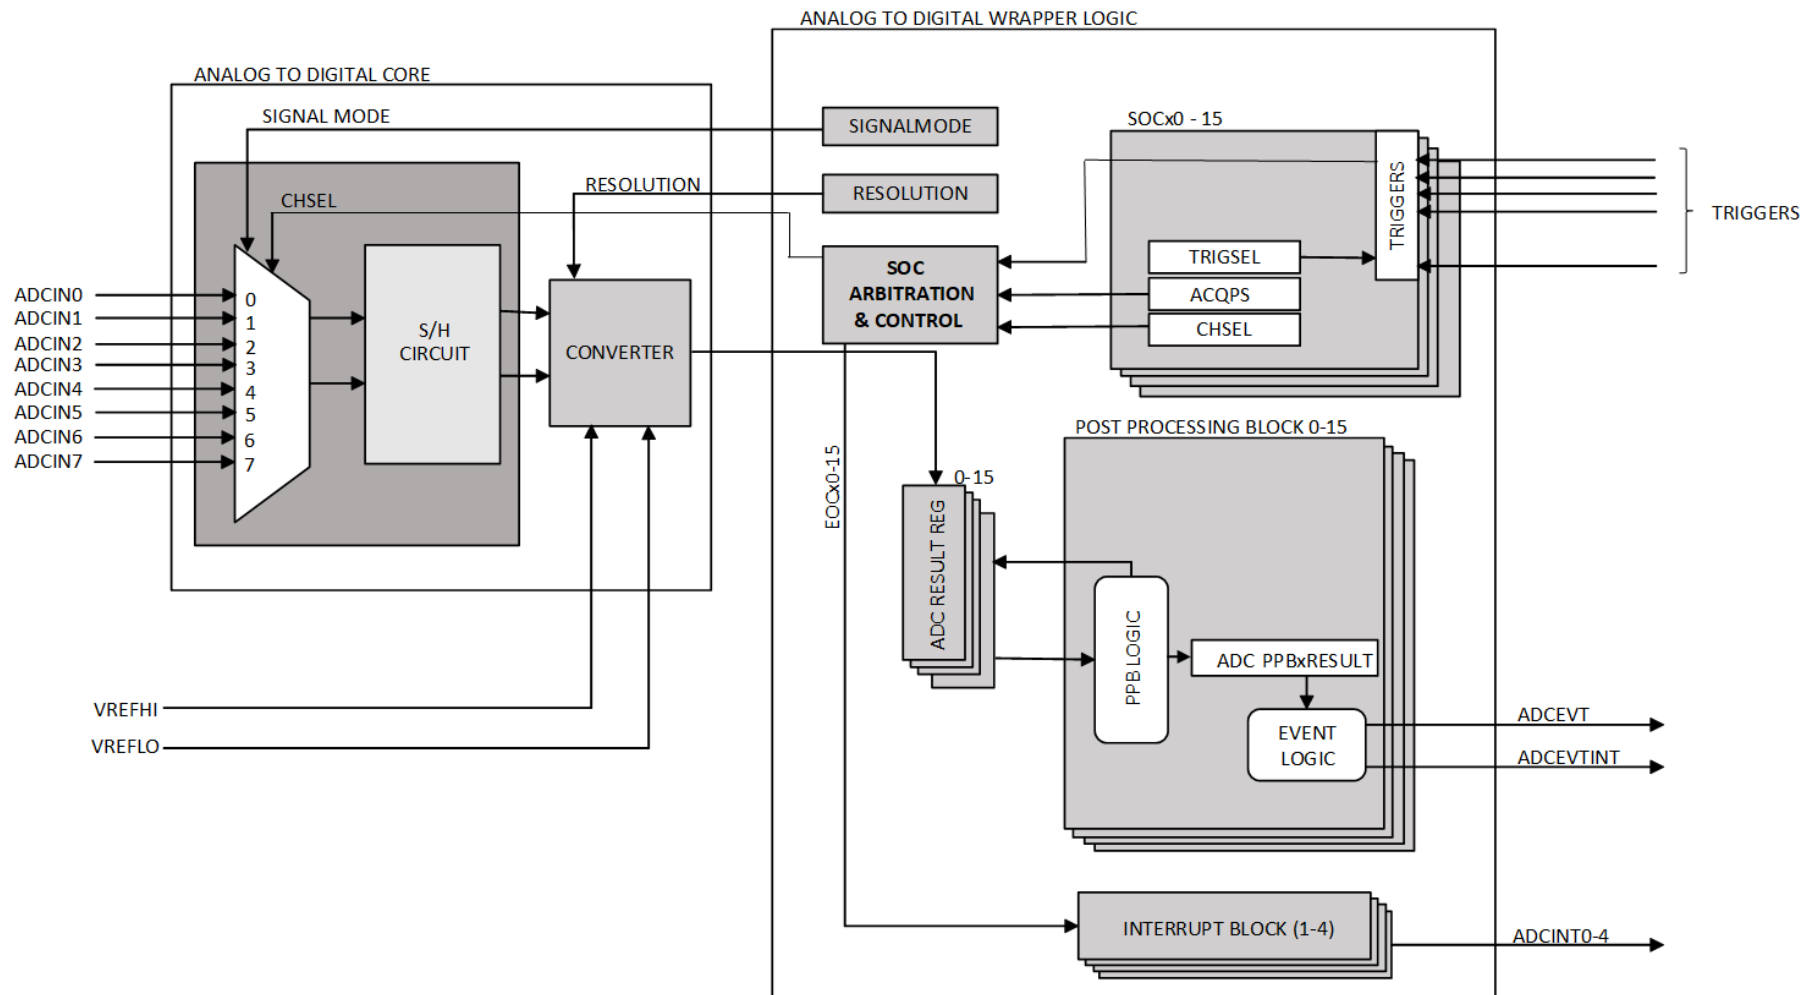 ANALOG TO DIGITAL WRAPPER LOGIC
ANALOG TO DIGITAL CORE
SIGNAL MODE
SIGNALMODE
SOCx0 - 15
RESOLUTION
RESOLUTION
CHSEL
TRIGGERS
TRIGGERS
SOC
ARBITRATION
& CONTROL
TRIGSEL
ACQPS
CHSEL
ADCIN0
ADCIN1
ADCIN2
ADCIN3
ADCIN4
ADCIN5
ADCIN6
ADCIN7
0
1
2
3
4
5
6
7
S/H
CIRCUIT
CONVERTER
POST PROCESSING BLOCK 0-15
EOCx0-15
0-15
ADC RESULT REG
PPB LOGIC
ADC PPBxRESULT
EVENT
LOGIC
VREFHI
VREFLO
ADCEVT
ADCEVTINT
INTERRUPT BLOCK (1-4)
ADCINT0-4